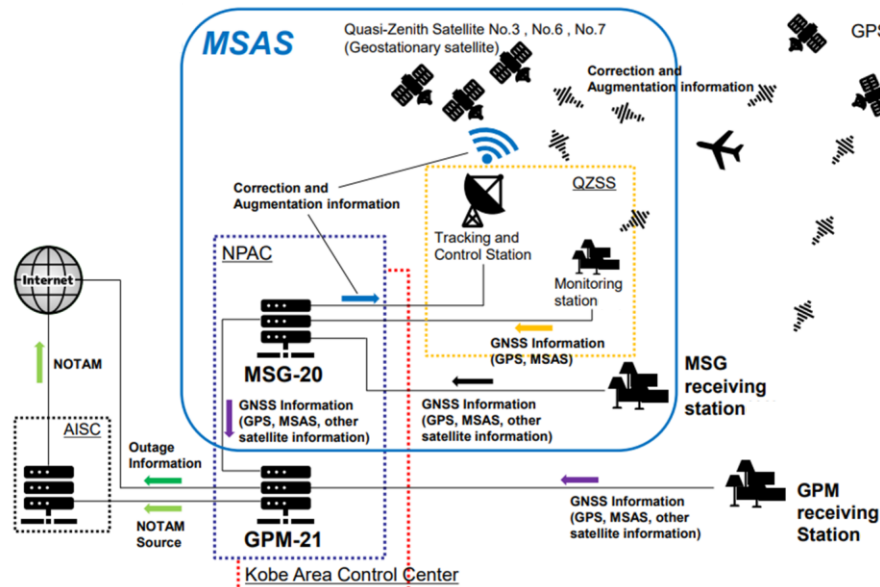 MSAS
Quasi-Zenith Satellite No.3 , No.6 , No.7
(Geostationary satellite)
GPS
Correction and
Augmentation information
QZSS
Correction and
Augmentation information
Tracking and
Control Station
NPAC
Internet
Monitoring
station
GNSS Information
(GPS, MSAS)
NOTAM
MSG-20
MSG
receiving
station
GNSS Information
(GPS, MSAS, other
satellite information)
GNSS Information
(GPS, MSAS, other
satellite information)
AISC
Outage
Information
GPM-21
NOTAM
Source
GNSS Information
(GPS, MSAS, other
satellite information)
GPM
receiving
Station
Kobe Area Control Center